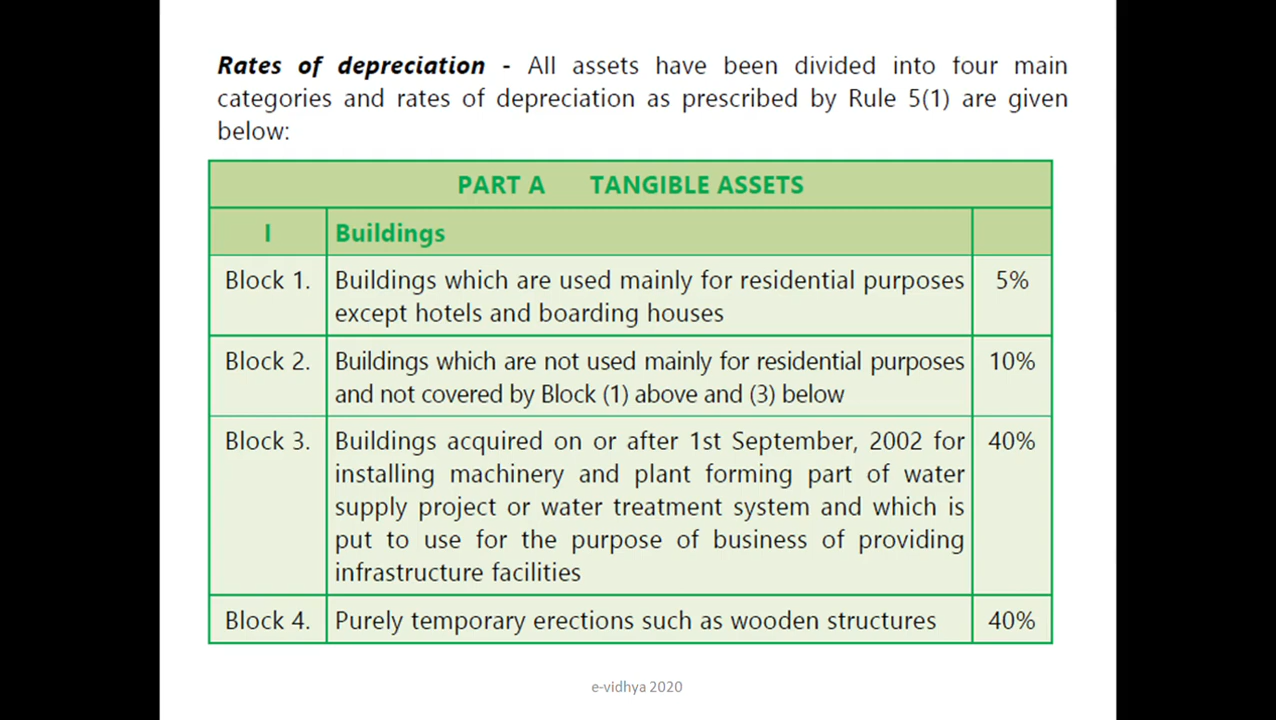 Rates of depreciation - All assets have been divided into four main
categories and rates of depreciation as prescribed by Rule 5(1) are given
below:
PART A TANGIBLE ASSETS
I Buildings
Block 1. Buildings which are used mainly for residential purposes 5%
except hotels and boarding houses
Block 2. Buildings which are not used mainly for residential purposes 10%
and not covered by Block (1) above and (3) below
Block 3. Buildings acquired on or after 1st September, 2002 for 40%
installing machinery and plant forming part of water
supply project or water treatment system and which is
put to use for the purpose of business of providing
infrastructure facilities
Block 4. Purely temporary erections such as wooden structures 40%
e-vidhya 2020